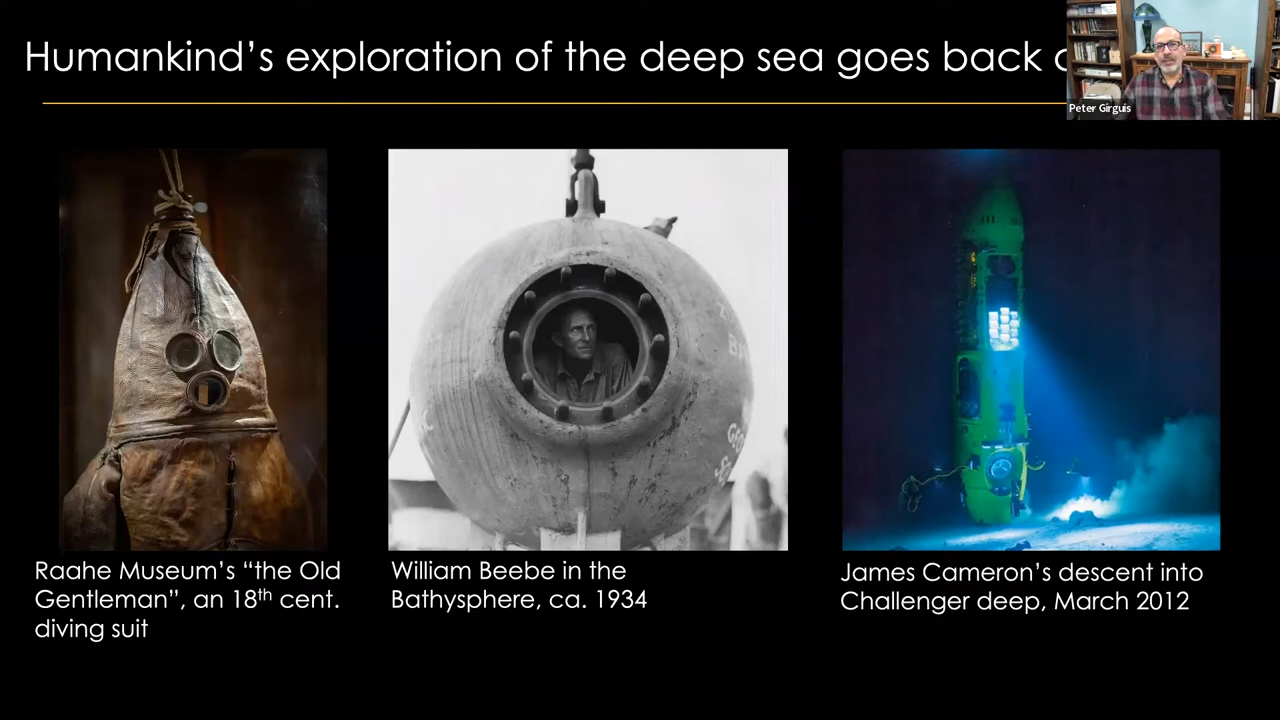 Humankind's exploration of the deep sea goes back
Peter Girguis
Raahe Museum's “the Old
Gentleman”, an 18th cent.
diving suit
William Beebe in the
Bathysphere, ca. 1934
James Cameron's descent into
Challenger deep, March 2012